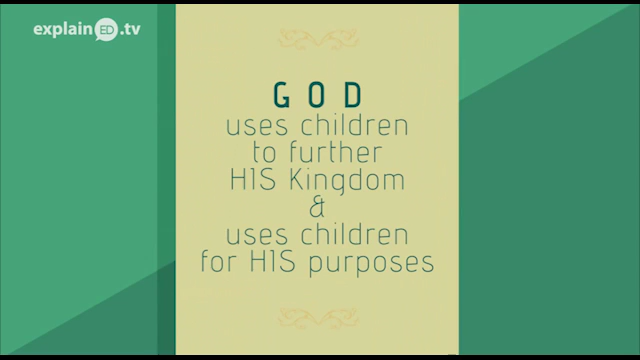 explainED.tv
GOD
uses children
to further
HIS Kingdom
&
uses children
for HIS purposes